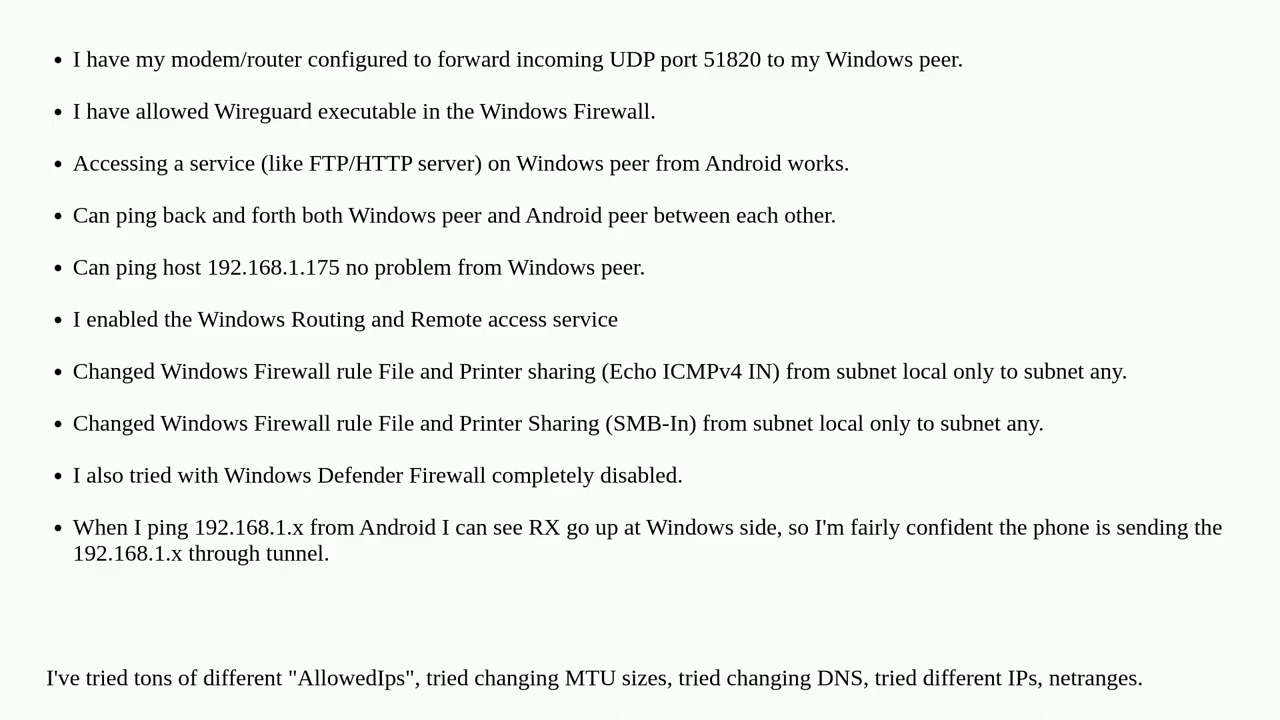 • I have my modem/router configured to forward incoming UDP port 51820 to my Windows peer.
• I have allowed Wireguard executable in the Windows Firewall.
• Accessing a service (like FTP/HTTP server) on Windows peer from Android works.
• Can ping back and forth both Windows peer and Android peer between each other.
• Can ping host 192.168.1.175 no problem from Windows peer.
• I enabled the Windows Routing and Remote access service
• Changed Windows Firewall rule File and Printer sharing (Echo ICMPv4 IN) from subnet local only to subnet any.
• Changed Windows Firewall rule File and Printer Sharing (SMB-In) from subnet local only to subnet any.
• I also tried with Windows Defender Firewall completely disabled.
• When I ping 192.168.1.x from Android I can see RX go up at Windows side, so I'm fairly confident the phone is sending the
192.168.1.x through tunnel.
I've tried tons of different "AllowedIps", tried changing MTU sizes, tried changing DNS, tried different IPs, netranges.